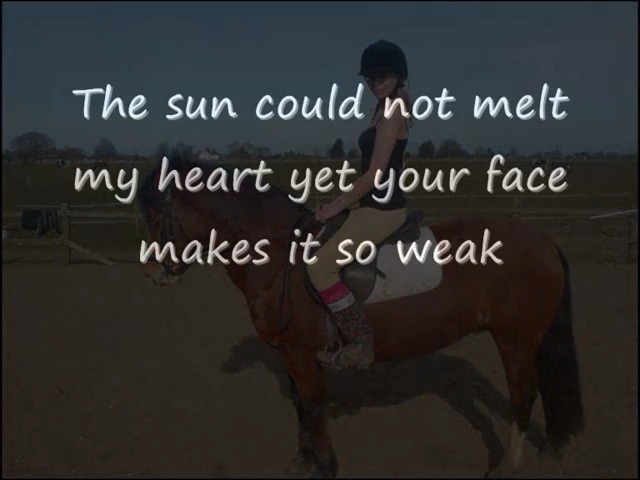 The sun could not melt
my heart yet your face
makes it so weak